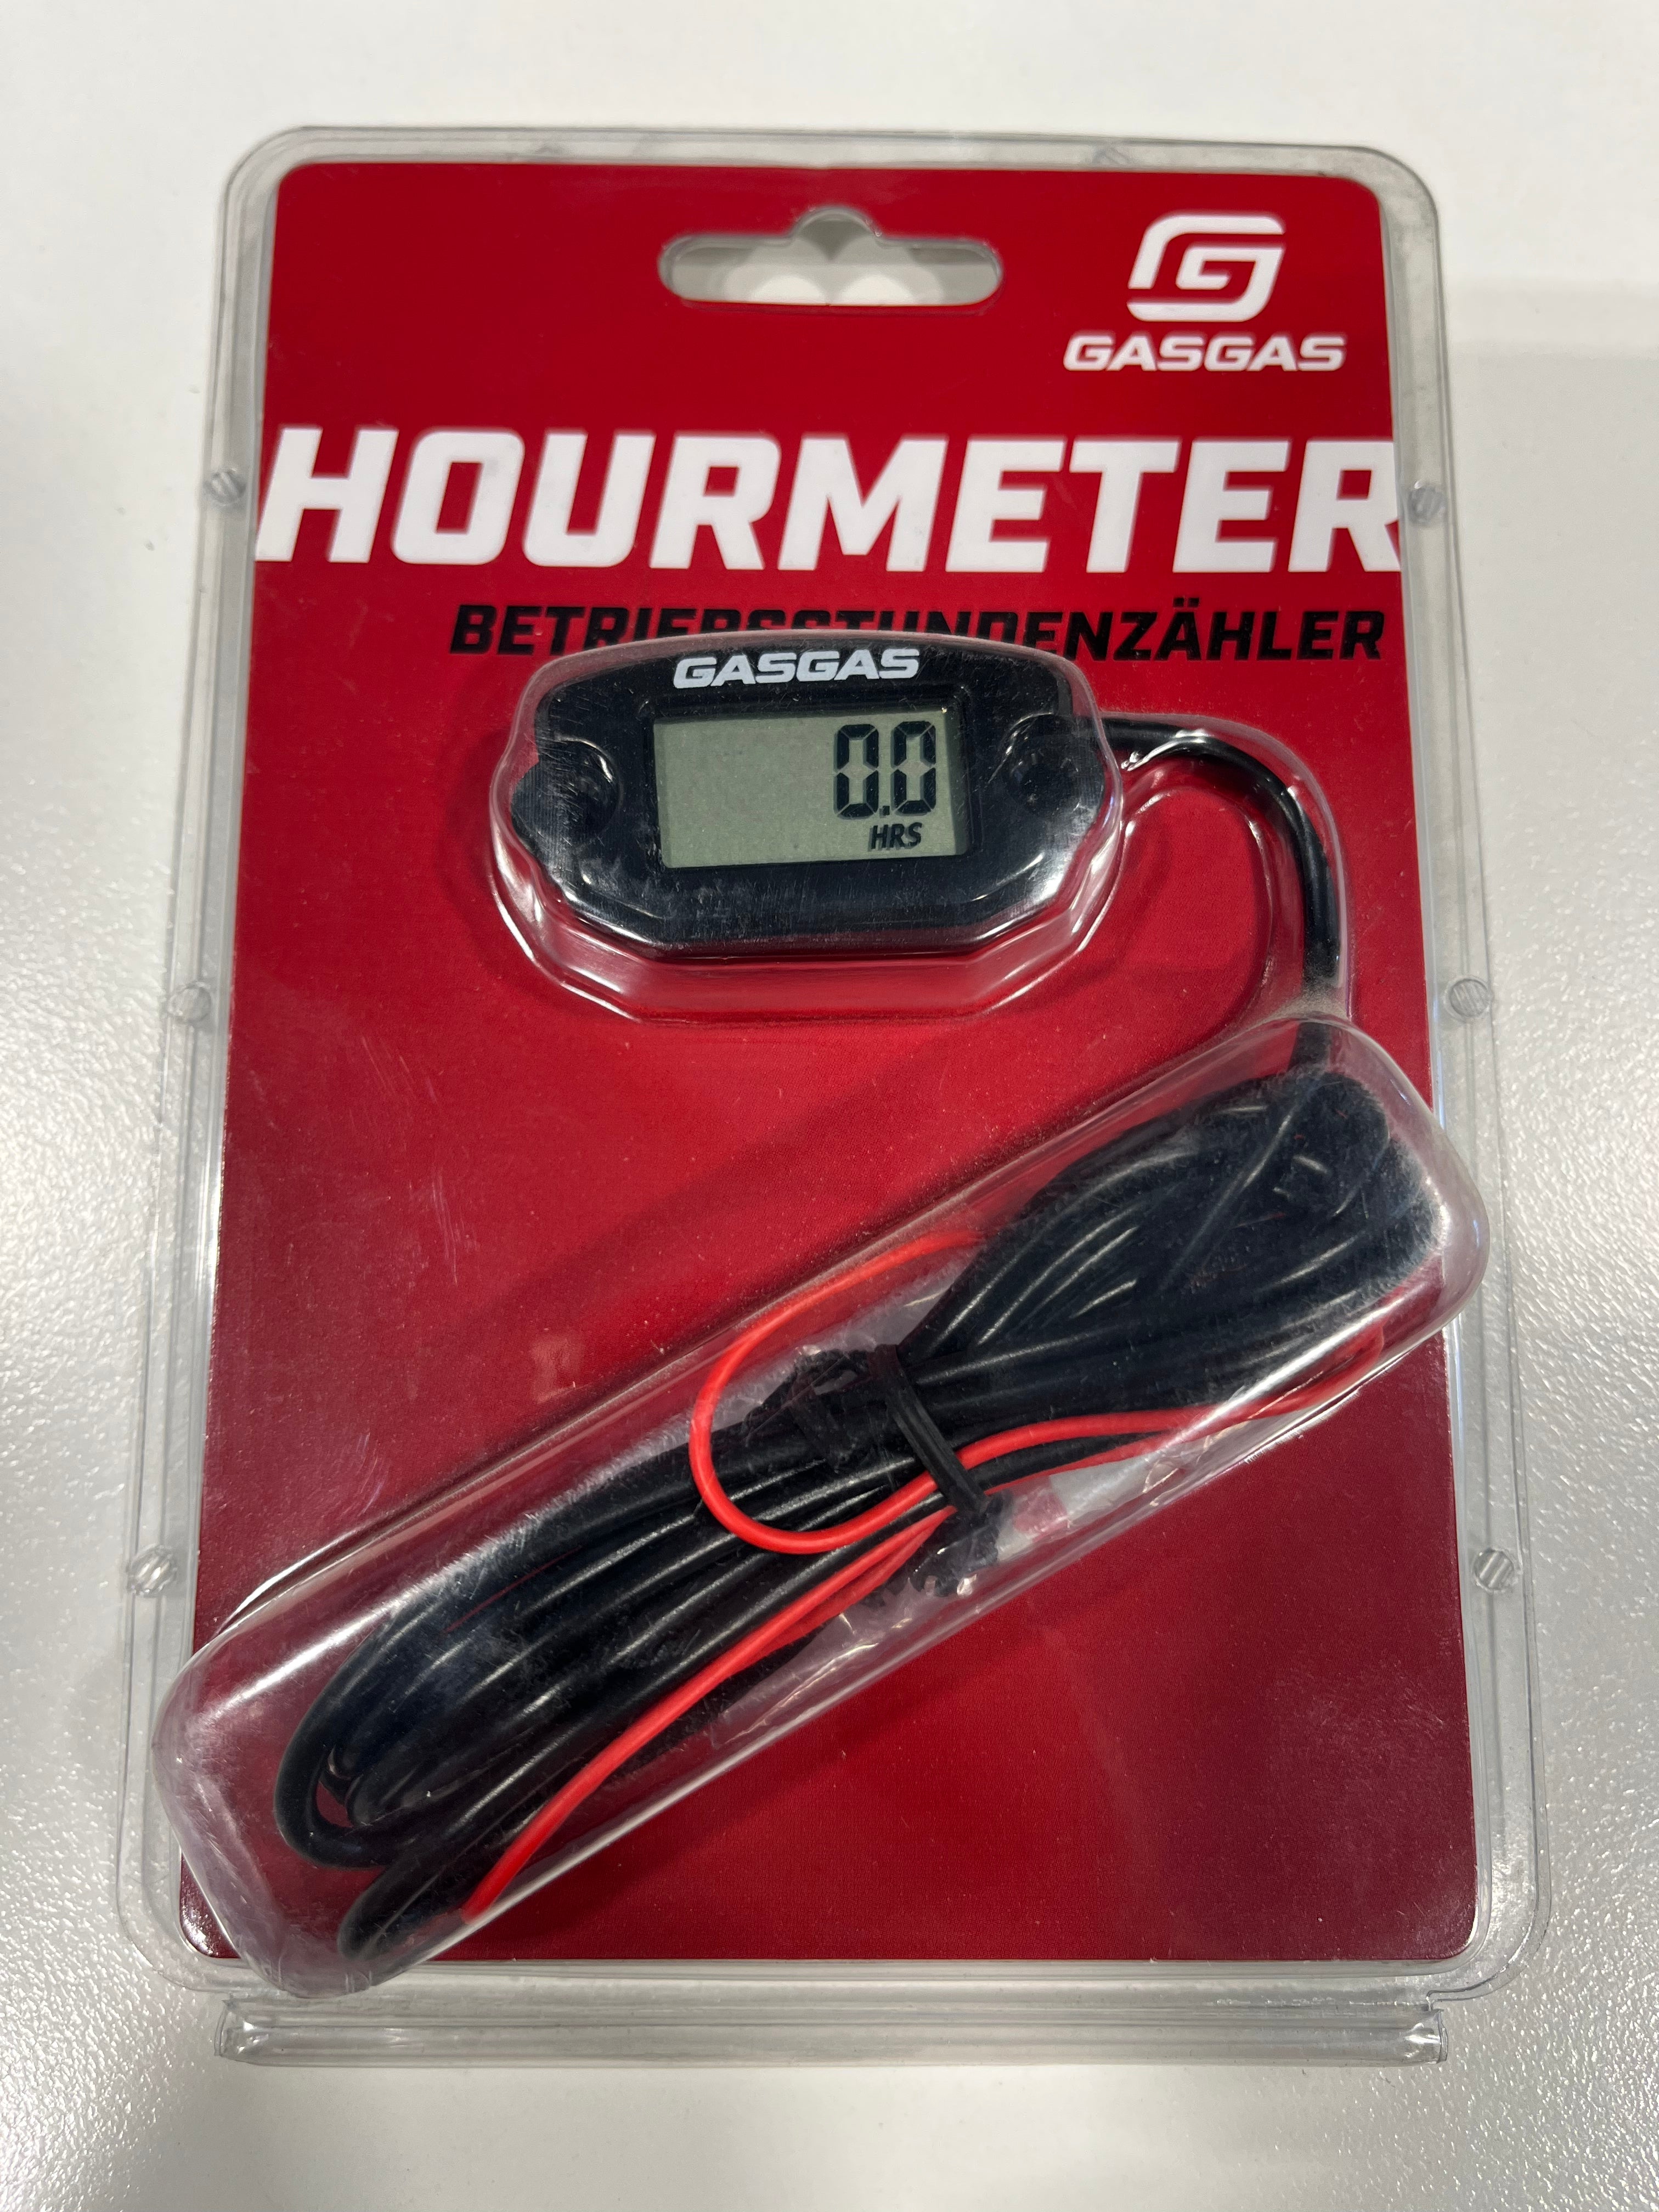 GASGAS
HOURMETER
BETRIEBSSTUNDENZÄHLER
GASGAS
0.0
HRS